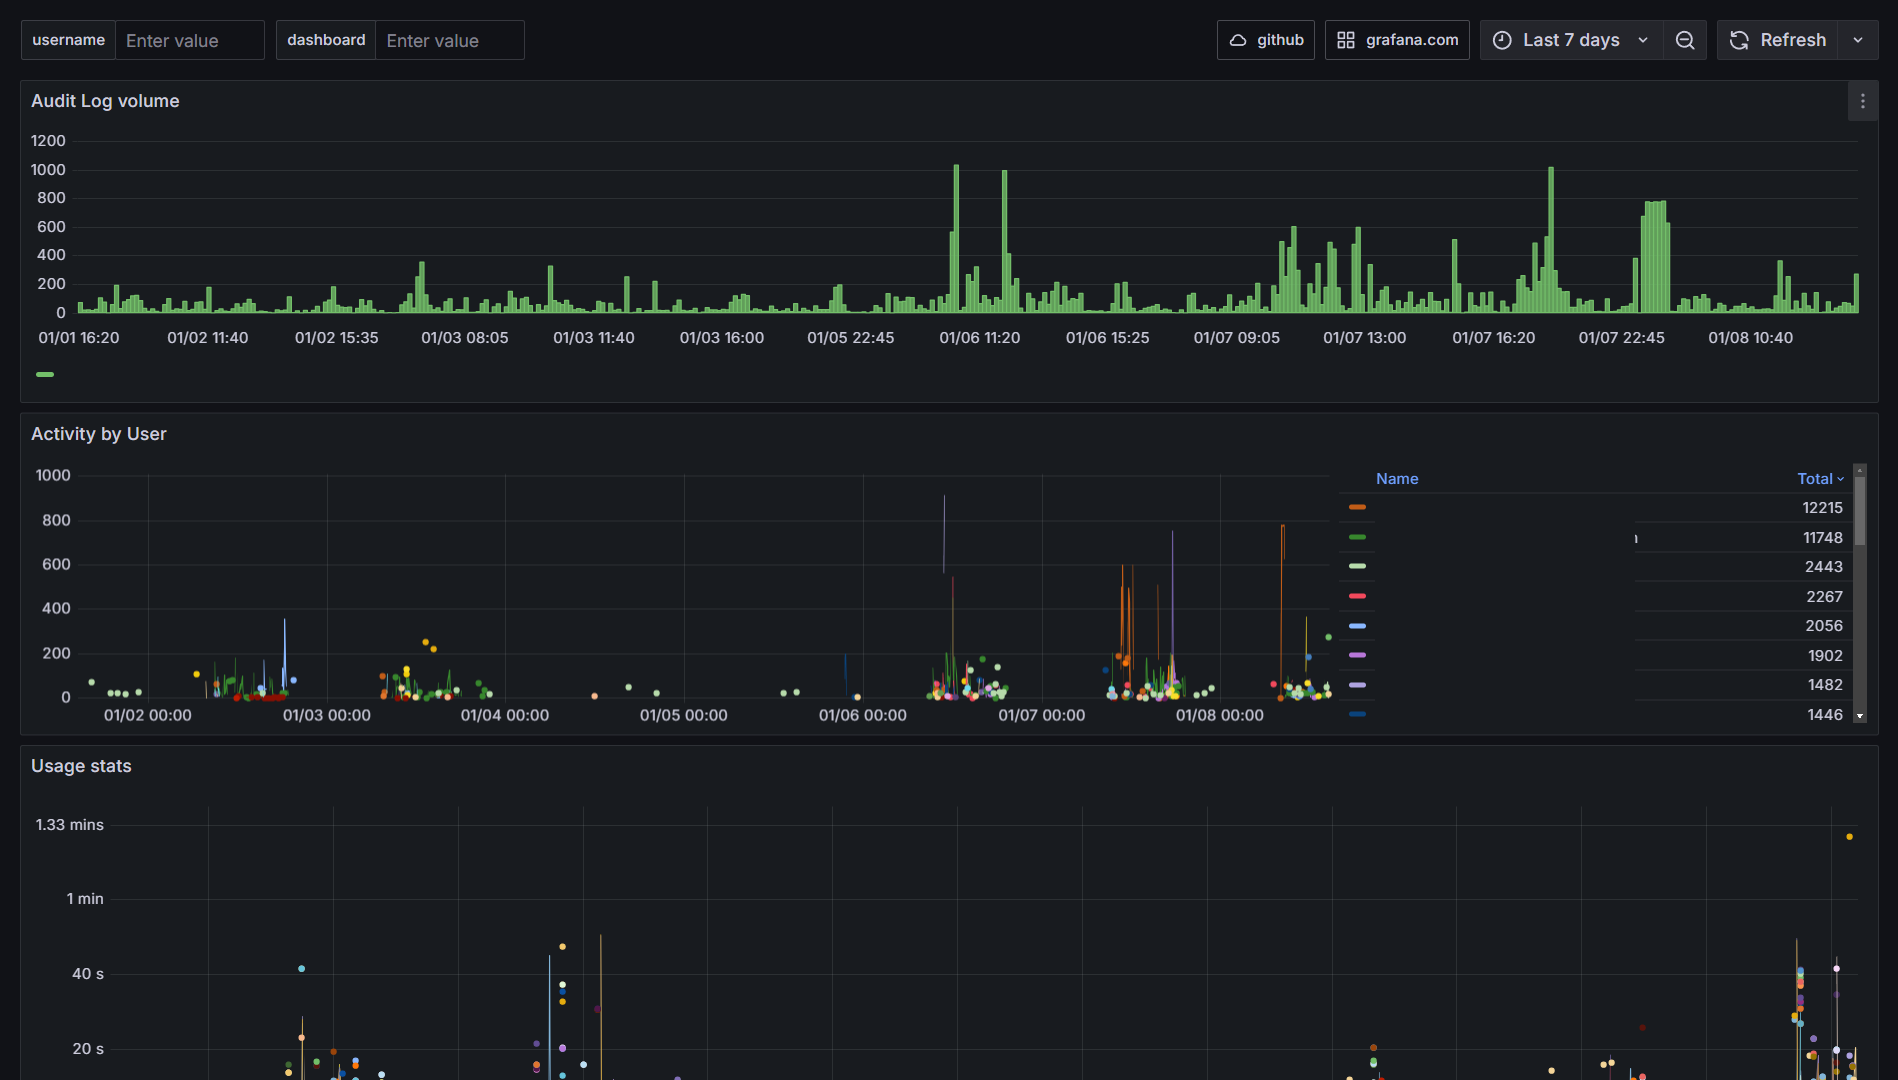 username Enter value dashboard Enter value github grafana.com Last 7 days Refresh
Audit Log volume
1200
1000
800
600
400
200
0
01/01 16:20 01/02 11:40 01/02 15:35 01/03 08:05 01/03 11:40 01/03 16:00 01/05 22:45 01/06 11:20 01/06 15:25 01/07 09:05 01/07 13:00 01/07 16:20 01/07 22:45 01/08 10:40
Activity by User
1000
800
600
400
200
0
01/02 00:00 01/03 00:00 01/04 00:00 01/05 00:00 01/06 00:00 01/07 00:00 01/08 00:00
Name Total
12215
11748
2443
2267
2056
1902
1482
1446
Usage stats
1.33 mins
1 min
40 s
20 s